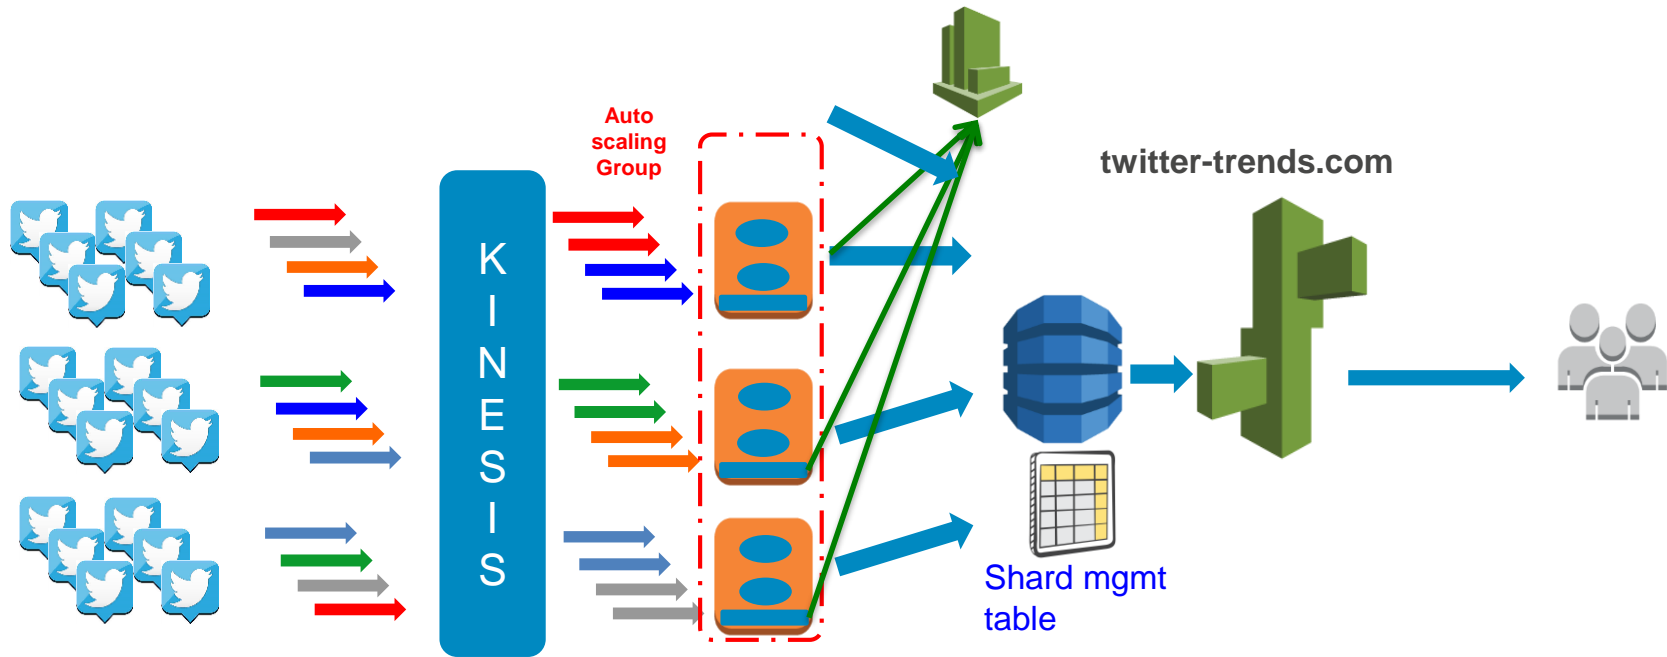 Auto
scaling
Group
twitter-trends.com
K
I
N
E
S
I
S
Shard mgmt
table